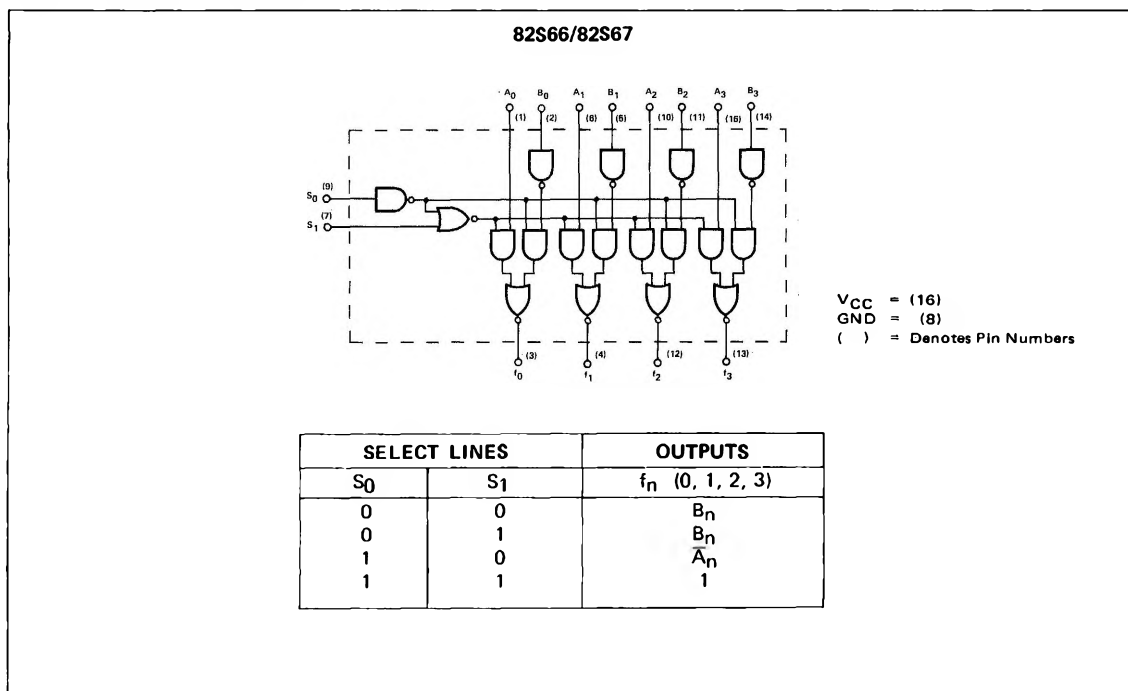 82S66/82S67
A0 B0 A1 B1 A2 B2 A3 B3
(1) (2) (6) (5) (10) (11) (16) (14)
S0 (9)
S1 (7)
VCC = (16)
GND = (8)
( ) = Denotes Pin Numbers
(3) (4) (12) (13)
f0 f1 f2 f3
SELECT LINES OUTPUTS
S0 S1 fn (0, 1, 2, 3)
0 0 Bn
0 1 Bn
1 0 A̅n
1 1 1